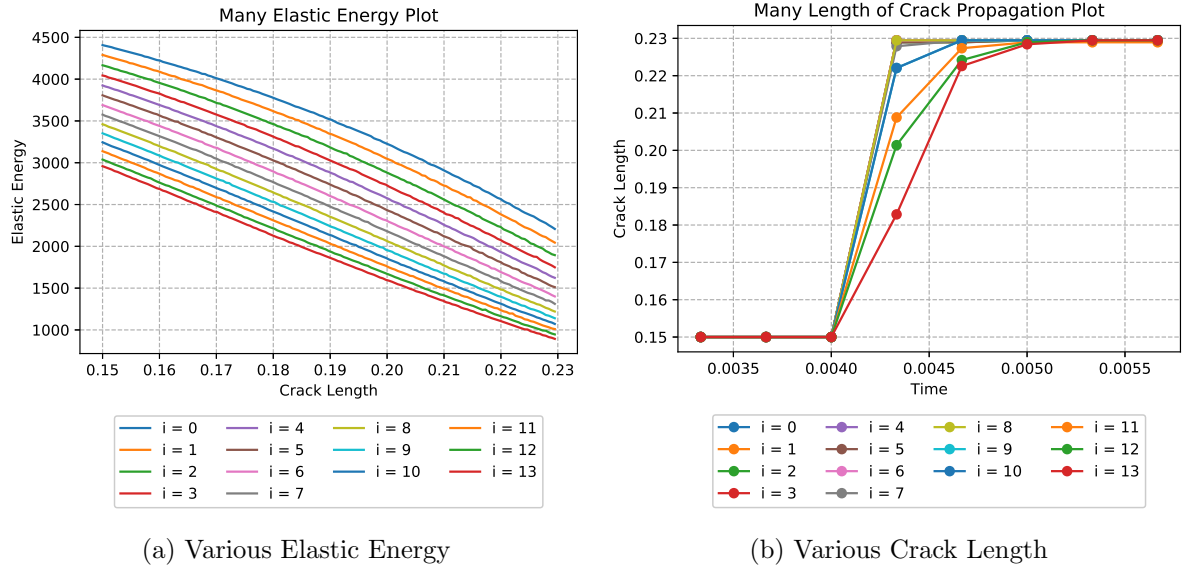 Many Elastic Energy Plot
4500
4000
3500
3000
2500
2000
1500
1000
Elastic Energy
0.15 0.16 0.17 0.18 0.19 0.20 0.21 0.22 0.23
Crack Length
i = 0 i = 4 i = 8 i = 11
i = 1 i = 5 i = 9 i = 12
i = 2 i = 6 i = 10 i = 13
i = 3 i = 7
(a) Various Elastic Energy
Many Length of Crack Propagation Plot
0.23
0.22
0.21
0.20
0.19
0.18
0.17
0.16
0.15
Crack Length
0.0035 0.0040 0.0045 0.0050 0.0055
Time
i = 0 i = 4 i = 8 i = 11
i = 1 i = 5 i = 9 i = 12
i = 2 i = 6 i = 10 i = 13
i = 3 i = 7
(b) Various Crack Length